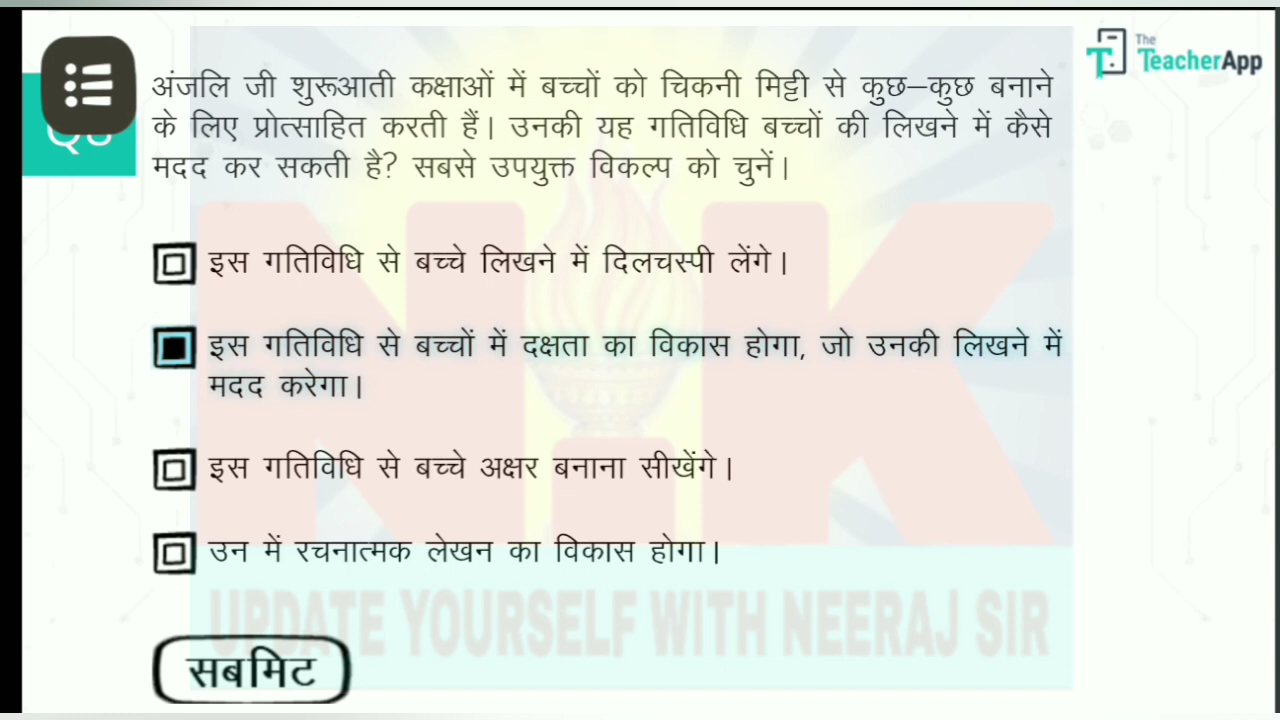 The
TeacherApp
अंजलि जी शुरूआती कक्षाओं में बच्चों को चिकनी मिट्टी से कुछ–कुछ बनाने
के लिए प्रोत्साहित करती हैं। उनकी यह गतिविधि बच्चों की लिखने में कैसे
मदद कर सकती है? सबसे उपयुक्त विकल्प को चुनें।
इस गतिविधि से बच्चे लिखने में दिलचस्पी लेंगे।
इस गतिविधि से बच्चों में दक्षता का विकास होगा, जो उनकी लिखने में
मदद करेगा।
इस गतिविधि से बच्चे अक्षर बनाना सीखेंगे।
उन में रचनात्मक लेखन का विकास होगा।
N.K
UPDATE YOURSELF WITH NEERAJ SIR
सबमिट